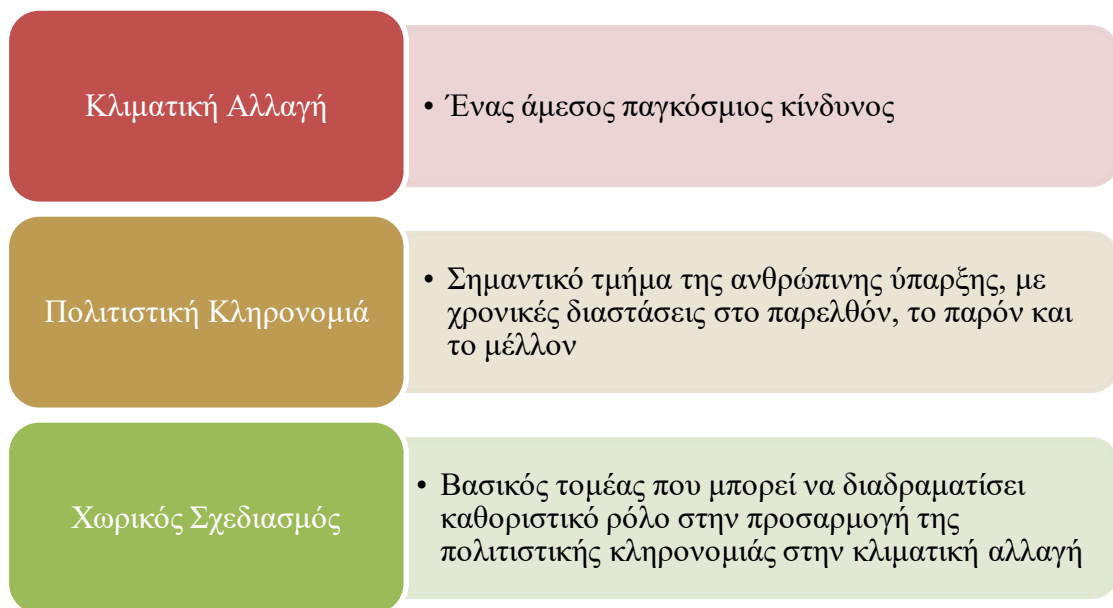 Κλιματική Αλλαγή
• Ένας άμεσος παγκόσμιος κίνδυνος
Πολιτιστική Κληρονομιά
• Σημαντικό τμήμα της ανθρώπινης ύπαρξης, με
χρονικές διαστάσεις στο παρελθόν, το παρόν και
το μέλλον
Χωρικός Σχεδιασμός
• Βασικός τομέας που μπορεί να διαδραματίσει
καθοριστικό ρόλο στην προσαρμογή της
πολιτιστικής κληρονομιάς στην κλιματική αλλαγή